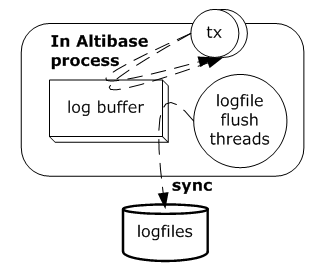 tx
In Altibase
process
log buffer
logfile
flush
threads
sync
logfiles